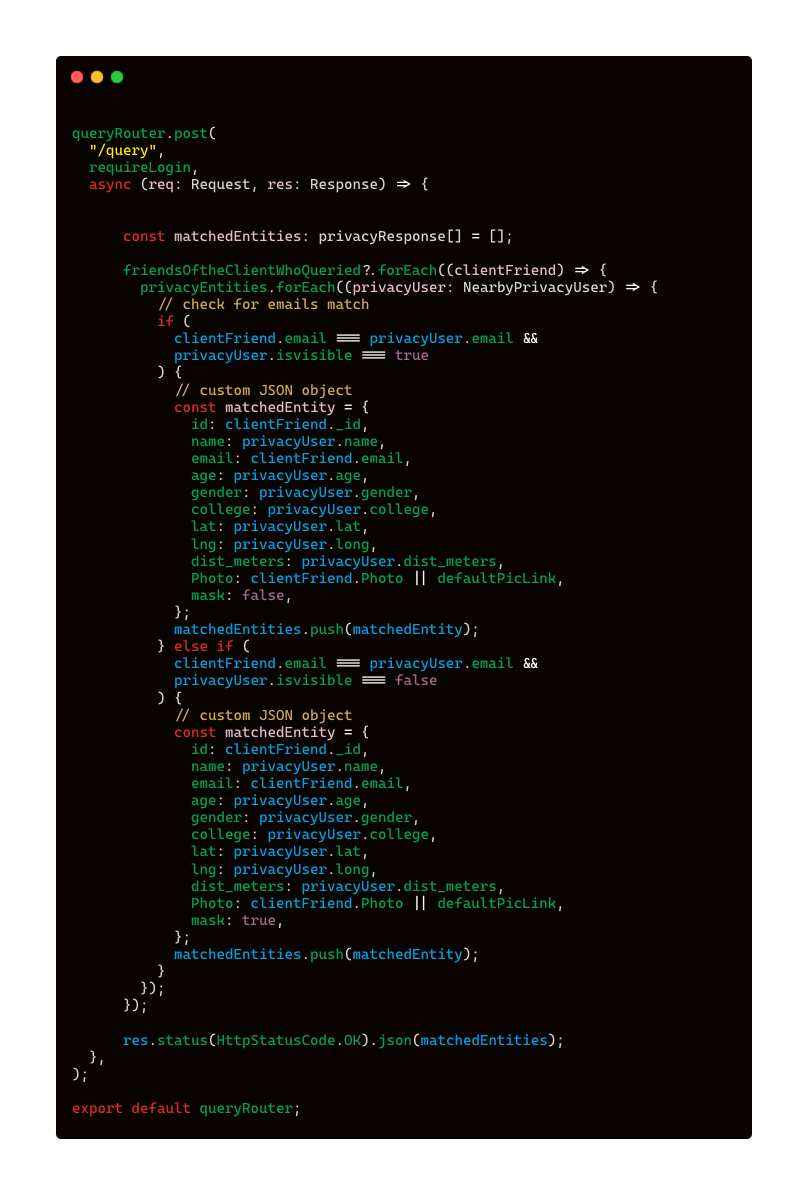 queryRouter.post(
"/query",
requireLogin,
async (req: Request, res: Response) => {
const matchedEntities: privacyResponse[] = [];
friendsOftheClientWhoQueried?.forEach((clientFriend) => {
privacyEntities.forEach((privacyUser: NearbyPrivacyUser) => {
// check for emails match
if (
clientFriend.email === privacyUser.email &&
privacyUser.isvisible === true
) {
// custom JSON object
const matchedEntity = {
id: clientFriend._id,
name: privacyUser.name,
email: clientFriend.email,
age: privacyUser.age,
gender: privacyUser.gender,
college: privacyUser.college,
lat: privacyUser.lat,
lng: privacyUser.long,
dist_meters: privacyUser.dist_meters,
Photo: clientFriend.Photo || defaultPicLink,
mask: false,
};
matchedEntities.push(matchedEntity);
} else if (
clientFriend.email === privacyUser.email &&
privacyUser.isvisible === false
) {
// custom JSON object
const matchedEntity = {
id: clientFriend._id,
name: privacyUser.name,
email: clientFriend.email,
age: privacyUser.age,
gender: privacyUser.gender,
college: privacyUser.college,
lat: privacyUser.lat,
lng: privacyUser.long,
dist_meters: privacyUser.dist_meters,
Photo: clientFriend.Photo || defaultPicLink,
mask: true,
};
matchedEntities.push(matchedEntity);
}
});
});
res.status(HttpStatusCode.OK).json(matchedEntities);
},
);
export default queryRouter;